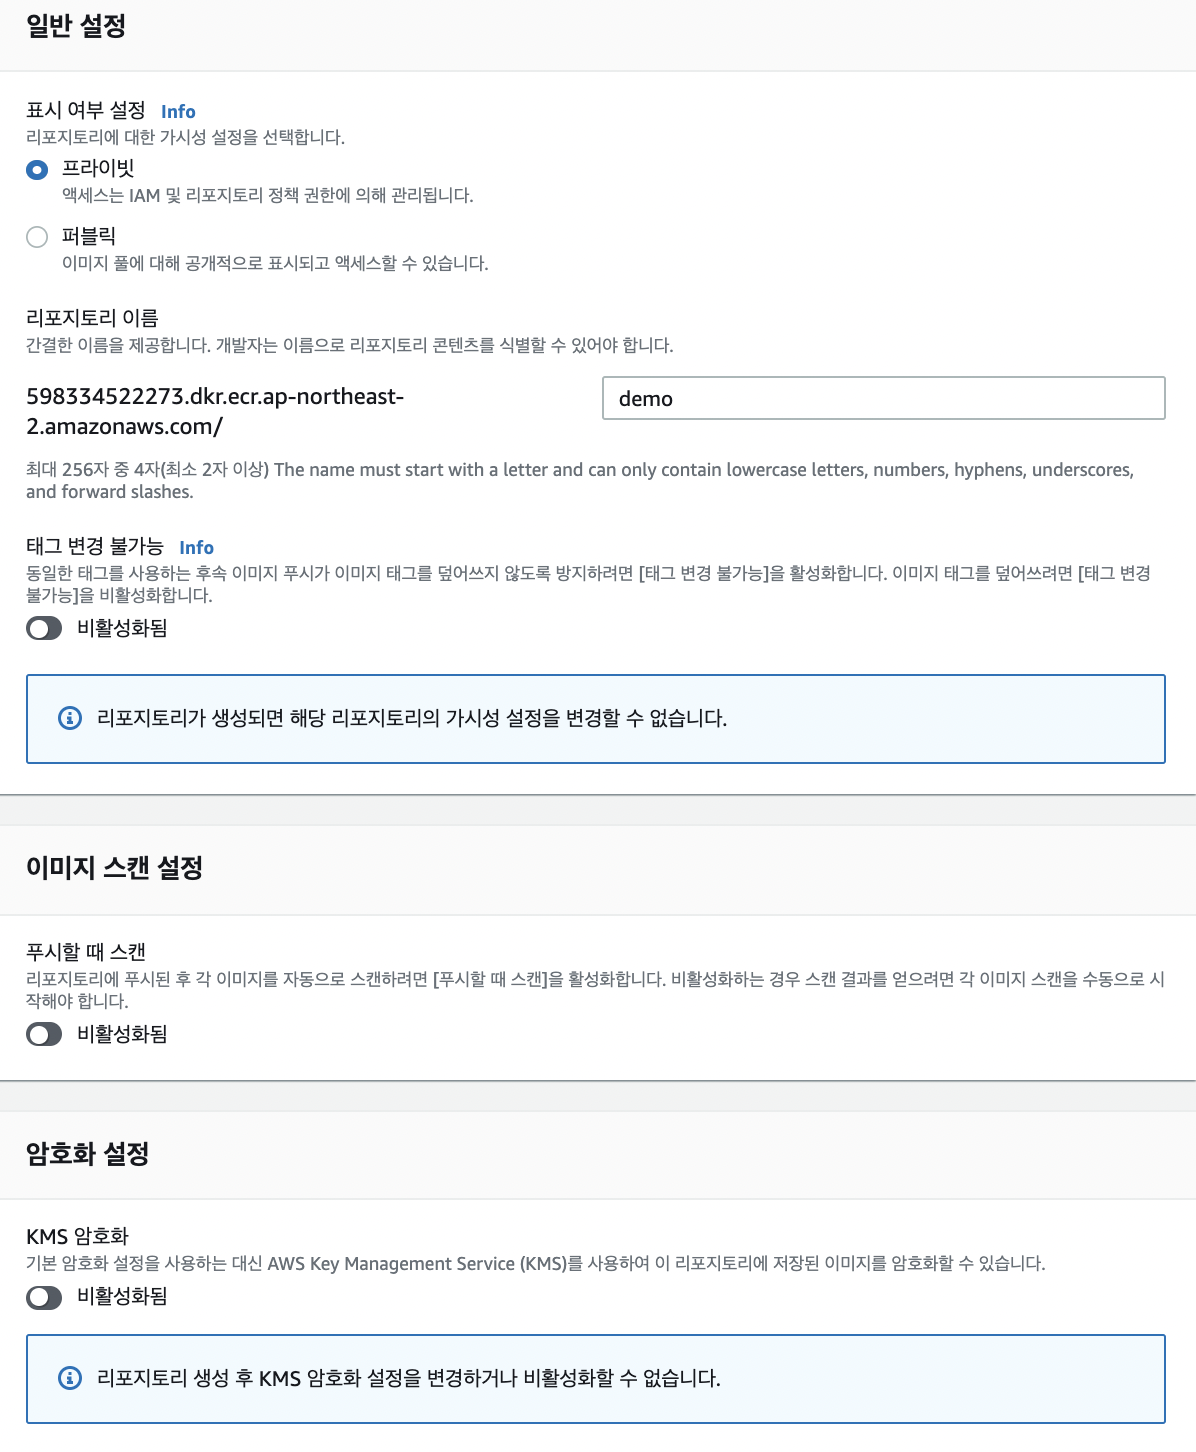 일반 설정
표시 여부 설정 Info
리포지토리에 대한 가시성 설정을 선택합니다.
프라이빗
액세스는 IAM 및 리포지토리 정책 권한에 의해 관리됩니다.
퍼블릭
이미지 풀에 대해 공개적으로 표시되고 액세스할 수 있습니다.
리포지토리 이름
간결한 이름을 제공합니다. 개발자는 이름으로 리포지토리 콘텐츠를 식별할 수 있어야 합니다.
598334522273.dkr.ecr.ap-northeast-
2.amazonaws.com/
demo
최대 256자 중 4자(최소 2자 이상) The name must start with a letter and can only contain lowercase letters, numbers, hyphens, underscores,
and forward slashes.
태그 변경 불가능 Info
동일한 태그를 사용하는 후속 이미지 푸시가 이미지 태그를 덮어쓰지 않도록 방지하려면 [태그 변경 불가능]을 활성화합니다. 이미지 태그를 덮어쓰려면 [태그 변경
불가능]을 비활성화합니다.
비활성화됨
리포지토리가 생성되면 해당 리포지토리의 가시성 설정을 변경할 수 없습니다.
이미지 스캔 설정
푸시할 때 스캔
리포지토리에 푸시된 후 각 이미지를 자동으로 스캔하려면 [푸시할 때 스캔]을 활성화합니다. 비활성화하는 경우 스캔 결과를 얻으려면 각 이미지 스캔을 수동으로 시
작해야 합니다.
비활성화됨
암호화 설정
KMS 암호화
기본 암호화 설정을 사용하는 대신 AWS Key Management Service (KMS)를 사용하여 이 리포지토리에 저장된 이미지를 암호화할 수 있습니다.
비활성화됨
리포지토리 생성 후 KMS 암호화 설정을 변경하거나 비활성화할 수 없습니다.